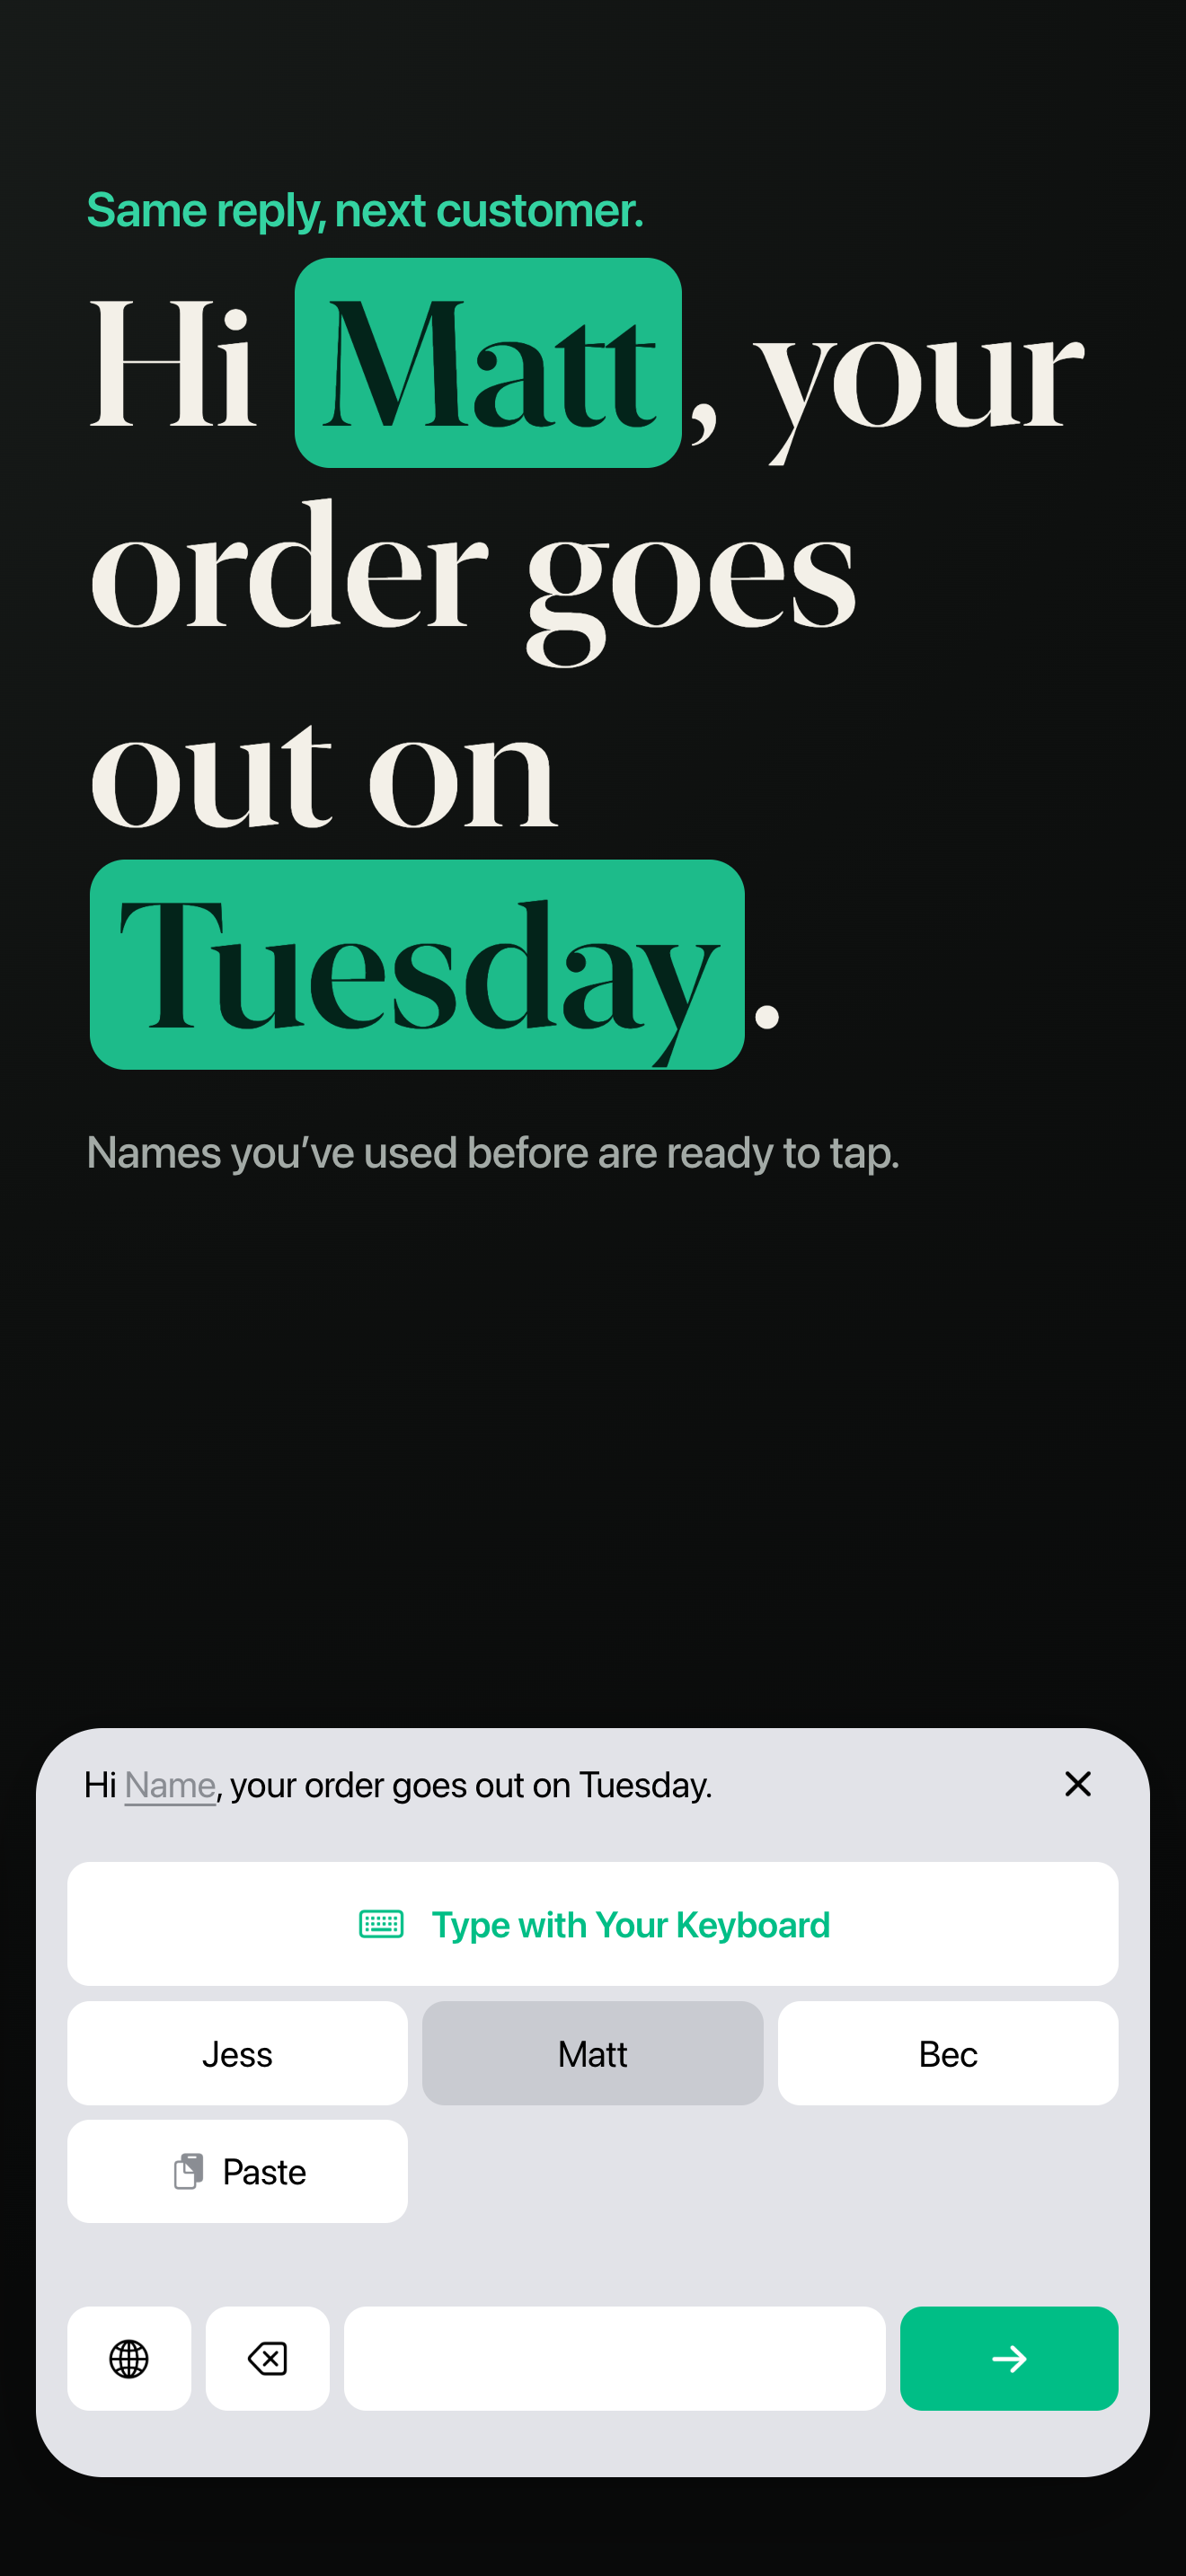 Same reply, next customer.
Hi Matt, your
order goes
out on
Tuesday.
Names you’ve used before are ready to tap.
Hi Name, your order goes out on Tuesday.
Type with Your Keyboard
Jess
Matt
Bec
Paste